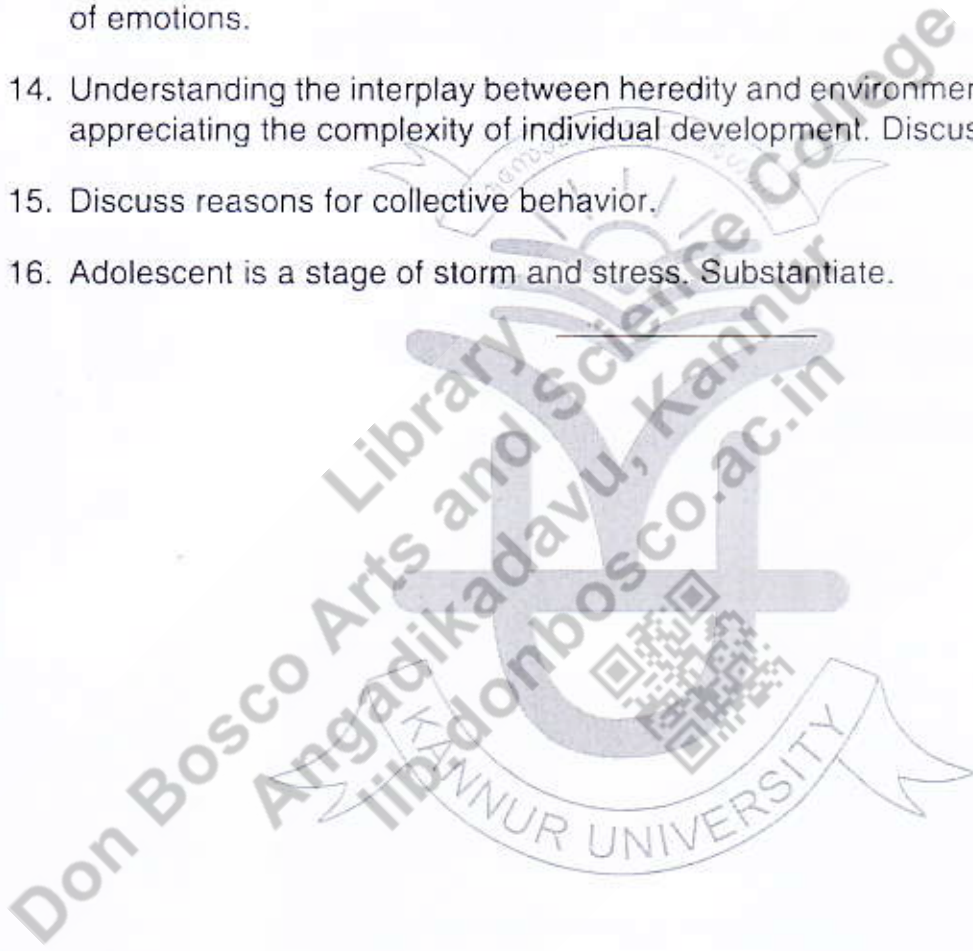 of emotions.
14. Understanding the interplay between heredity and environmen
appreciating the complexity of individual development. Discus
15. Discuss reasons for collective behavior.
16. Adolescent is a stage of storm and stress. Substantiate.
Library
Don Bosco Arts and Science College
Angadikadavu, Kannur
libdonbosco.ac.in
KANNUR UNIVERSITY